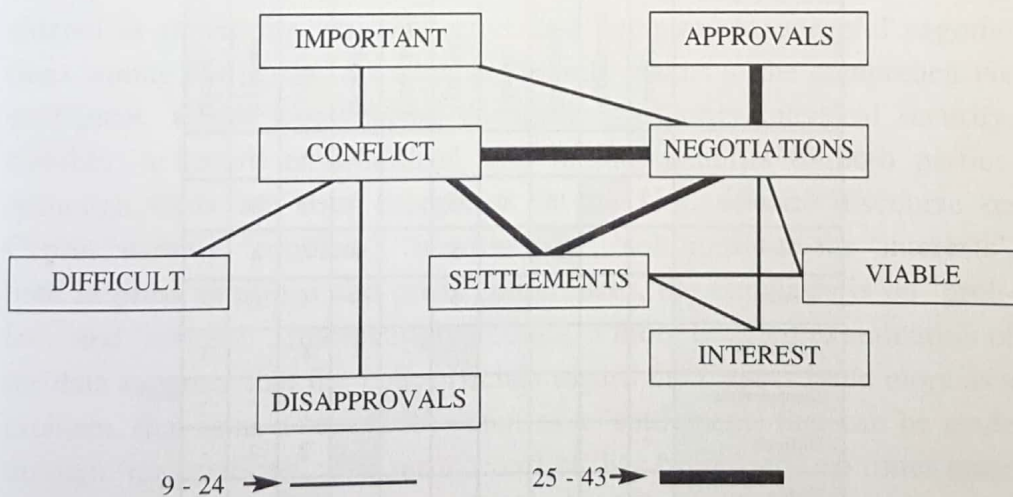 IMPORTANT
APPROVALS
CONFLICT
NEGOTIATIONS
DIFFICULT
SETTLEMENTS
VIABLE
INTEREST
DISAPPROVALS
9 - 24
25 - 43